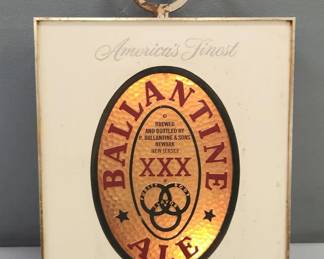 America's Finest
BALLANTINE
BREWED
AND BOTTLED BY
P. BALLANTINE & SONS
NEWARK
NEW JERSEY
XXX
ALE